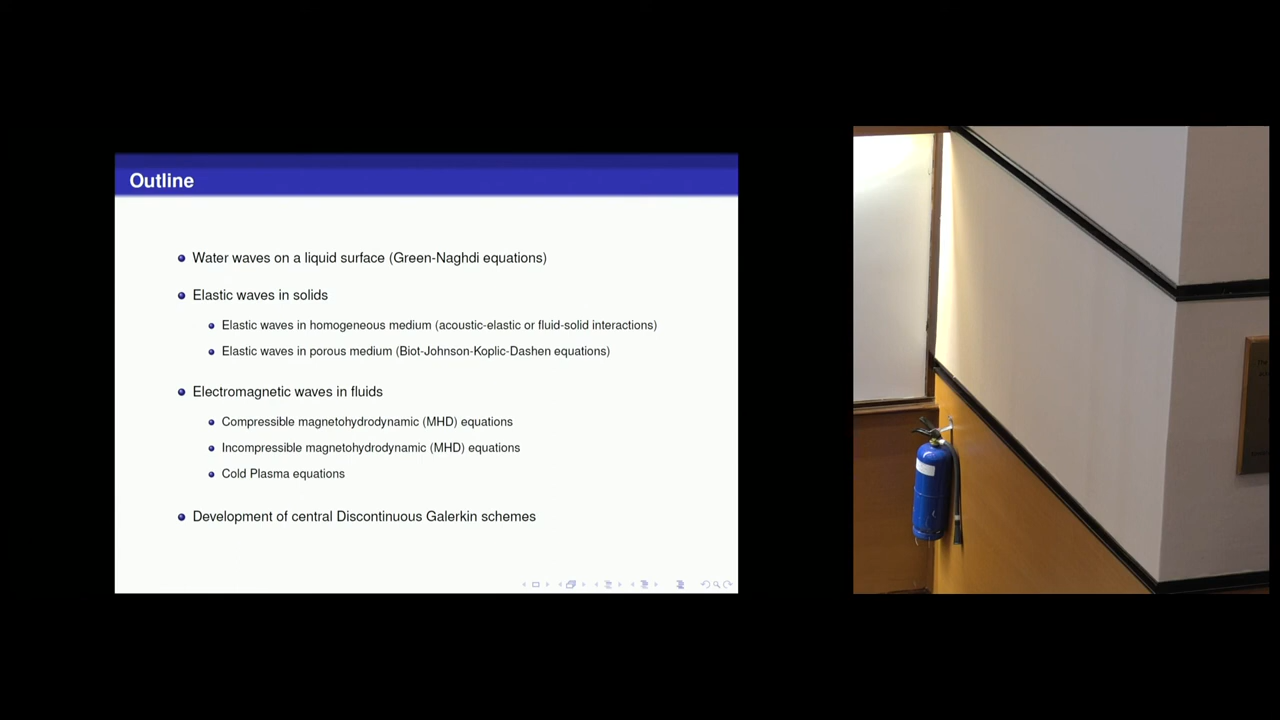 Outline
Water waves on a liquid surface (Green-Naghdi equations)
Elastic waves in solids
Elastic waves in homogeneous medium (acoustic-elastic or fluid-solid interactions)
Elastic waves in porous medium (Biot-Johnson-Koplic-Dashen equations)
Electromagnetic waves in fluids
Compressible magnetohydrodynamic (MHD) equations
Incompressible magnetohydrodynamic (MHD) equations
Cold Plasma equations
Development of central Discontinuous Galerkin schemes